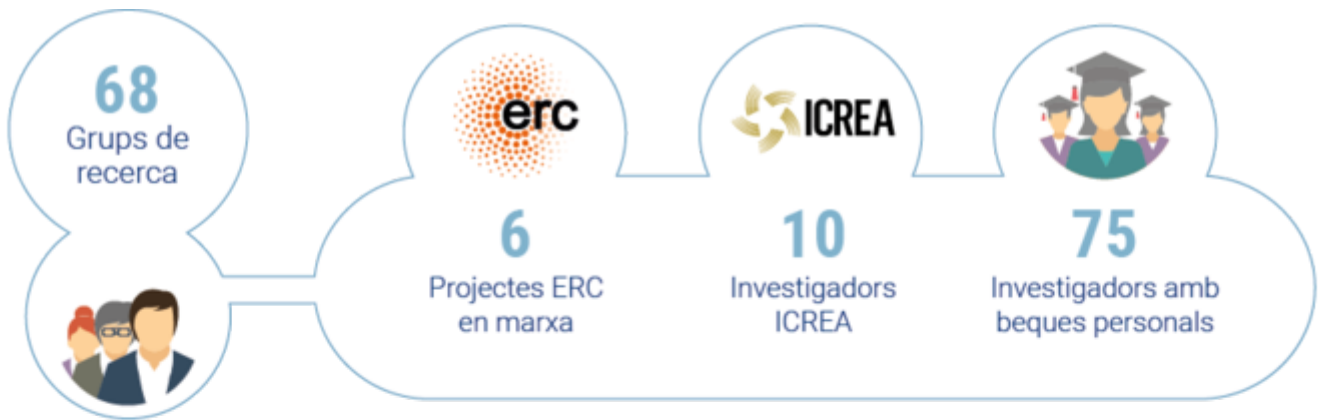 68
Grups de
recerca
erc
6
Projectes ERC
en marxa
ICREA
10
Investigadors
ICREA
75
Investigadors amb
beques personals